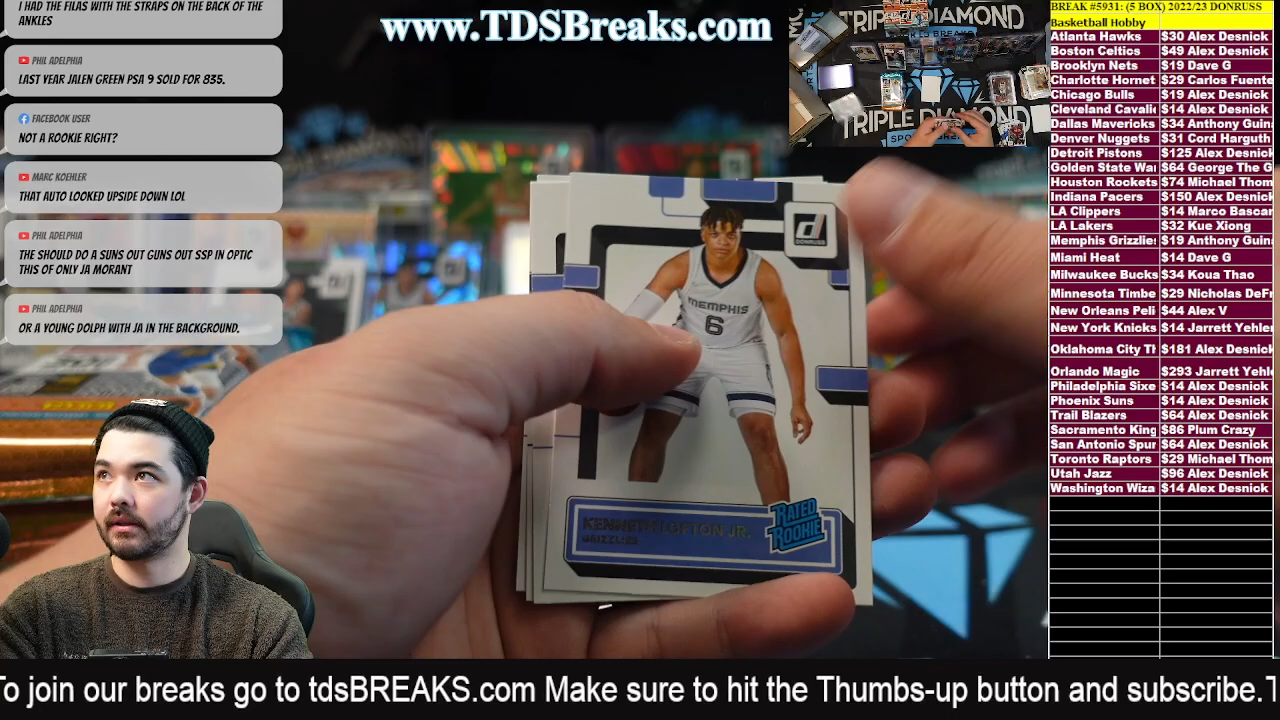 I HAD THE FILAS WITH THE STRAPS ON THE BACK OF THE
ANKLES
PHIL ADELPHIA
LAST YEAR JALEN GREEN PSA 9 SOLD FOR 835.
FACEBOOK USER
NOT A ROOKIE RIGHT?
MARC KOEHLER
THAT AUTO LOOKED UPSIDE DOWN LOL
PHIL ADELPHIA
THE SHOULD DO A SUNS OUT GUNS OUT SSP IN OPTIC
THIS OF ONLY JA MORANT
PHIL ADELPHIA
OR A YOUNG DOLPH WITH JA IN THE BACKGROUND.
www.TDSBreaks.com
TRIPLE DIAMOND
TRIPLE DIAMOND
d
DONRUSS
MEMPHIS
6
KENNETH LOFTON JR.
GRIZZLIES
RATED
ROOKIE
BREAK #5931: (5 BOX) 2022/23 DONRUSS
Basketball Hobby
Atlanta Hawks $30 Alex Desnick
Boston Celtics $49 Alex Desnick
Brooklyn Nets $19 Dave G
Charlotte Hornet $29 Carlos Fuente
Chicago Bulls $19 Alex Desnick
Cleveland Cavalie $14 Alex Desnick
Dallas Mavericks $34 Anthony Guin
Denver Nuggets $31 Cord Harguth
Detroit Pistons $125 Alex Desnick
Golden State War $64 George The G
Houston Rockets $74 Michael Thom
Indiana Pacers $150 Alex Desnick
LA Clippers $14 Marco Bascar
LA Lakers $32 Kue Xiong
Memphis Grizzlies $19 Anthony Guin
Miami Heat $14 Dave G
Milwaukee Bucks $34 Koua Thao
Minnesota Timbe $29 Nicholas DeFr
New Orleans Peli $44 Alex V
New York Knicks $14 Jarrett Yehle
Oklahoma City Th $181 Alex Desnick
Orlando Magic $293 Jarrett Yehl
Philadelphia Sixe $14 Alex Desnick
Phoenix Suns $14 Alex Desnick
Trail Blazers $64 Alex Desnick
Sacramento King $86 Plum Crazy
San Antonio Spur $64 Alex Desnick
Toronto Raptors $29 Michael Thom
Utah Jazz $96 Alex Desnick
Washington Wiza $14 Alex Desnick
To join our breaks go to tdsBREAKS.com Make sure to hit the Thumbs-up button and subscribe.T